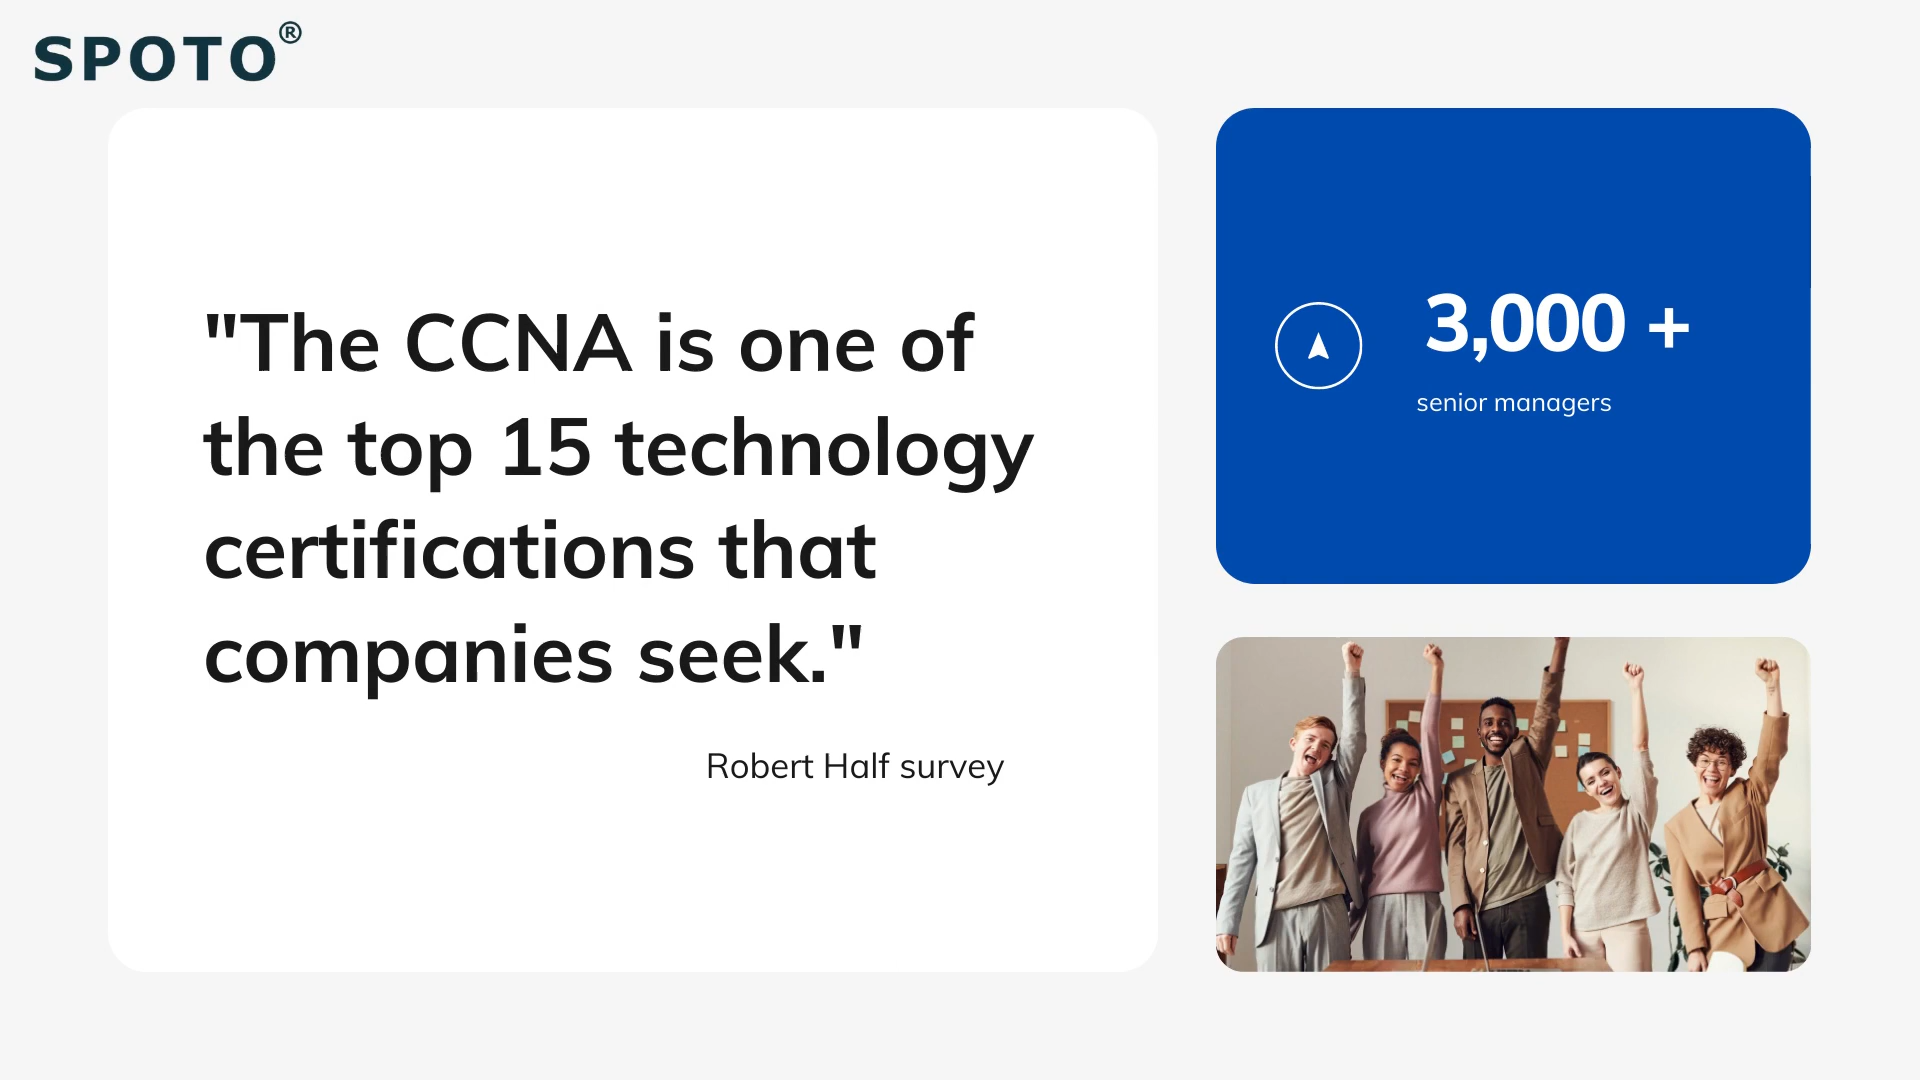 SPOTO®
"The CCNA is one of
the top 15 technology
certifications that
companies seek."
Robert Half survey
3,000 +
senior managers